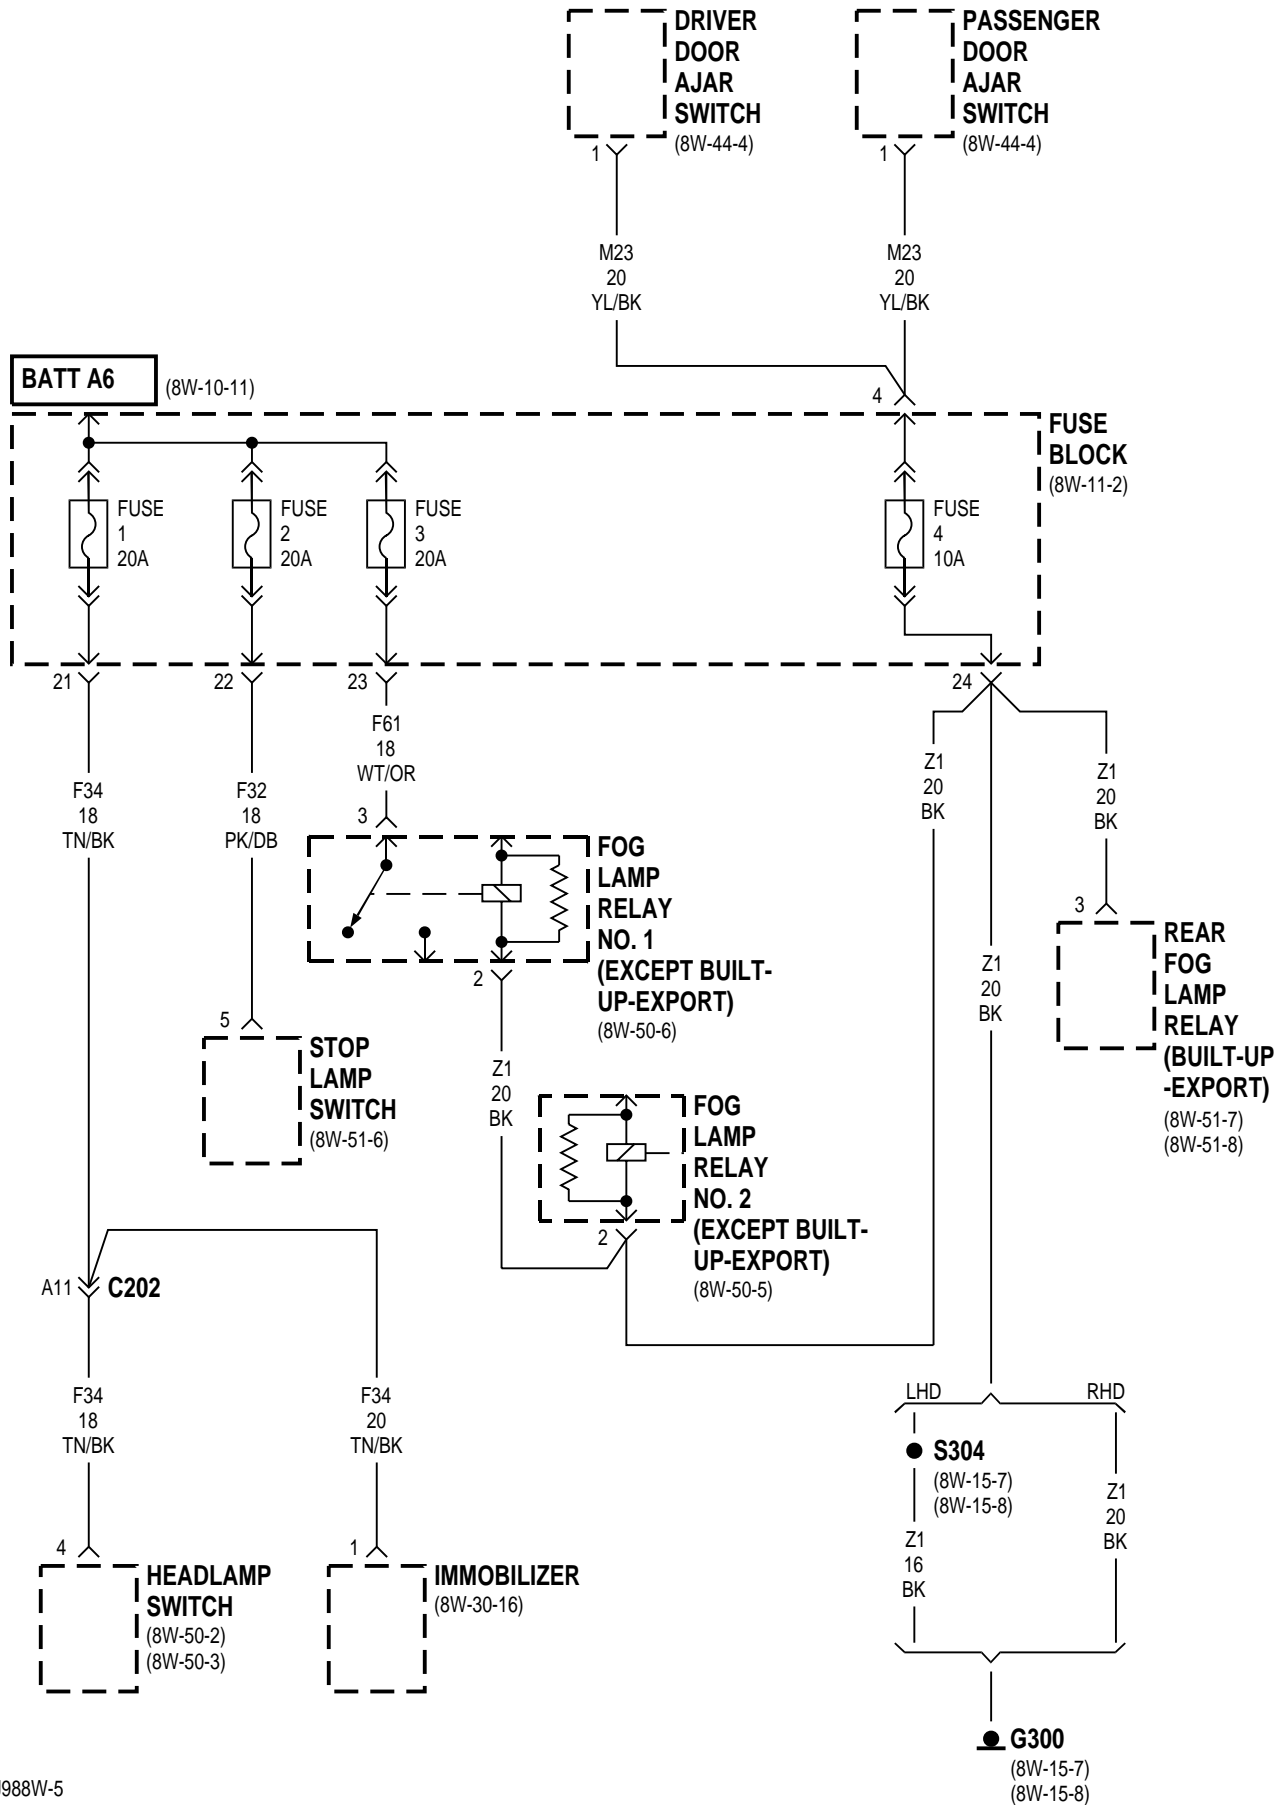 DRIVER
DOOR
AJAR
SWITCH
(8W-44-4)
1
PASSENGER
DOOR
AJAR
SWITCH
(8W-44-4)
1
M23
20
YL/BK
M23
20
YL/BK
BATT A6
(8W-10-11)
4
FUSE
BLOCK
(8W-11-2)
FUSE
1
20A
FUSE
2
20A
FUSE
3
20A
FUSE
4
10A
21
22
23
24
F34
18
TN/BK
F32
18
PK/DB
F61
18
WT/OR
3
FOG
LAMP
RELAY
NO. 1
(EXCEPT BUILT-
UP-EXPORT)
(8W-50-6)
2
Z1
20
BK
Z1
20
BK
Z1
20
BK
Z1
20
BK
3
REAR
FOG
LAMP
RELAY
(BUILT-UP
-EXPORT)
(8W-51-7)
(8W-51-8)
5
STOP
LAMP
SWITCH
(8W-51-6)
FOG
LAMP
RELAY
NO. 2
(EXCEPT BUILT-
UP-EXPORT)
(8W-50-5)
2
A11
C202
F34
18
TN/BK
F34
20
TN/BK
LHD
RHD
S304
(8W-15-7)
(8W-15-8)
Z1
16
BK
Z1
20
BK
4
HEADLAMP
SWITCH
(8W-50-2)
(8W-50-3)
1
IMMOBILIZER
(8W-30-16)
G300
(8W-15-7)
(8W-15-8)
J988W-5